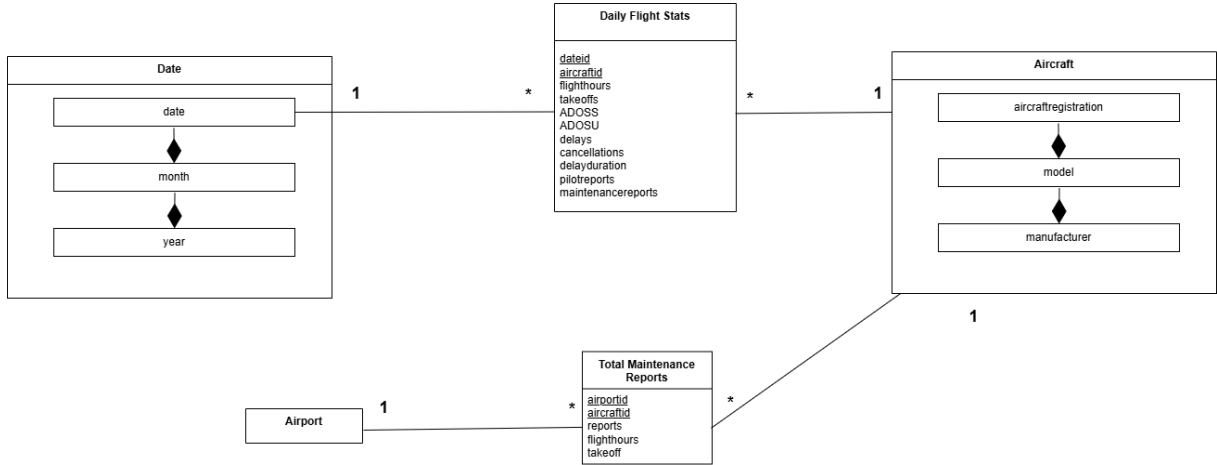 Daily Flight Stats
dateid
aircraftid
flighthours
takeoffs
ADOSS
ADOSU
delays
cancellations
delayduration
pilotreports
maintenancereports
Date
date
month
year
1
*
*
1
Aircraft
aircraftregistration
model
manufacturer
1
Total Maintenance
Reports
airportid
aircraftid
reports
flighthours
takeoff
*
*
1
Airport